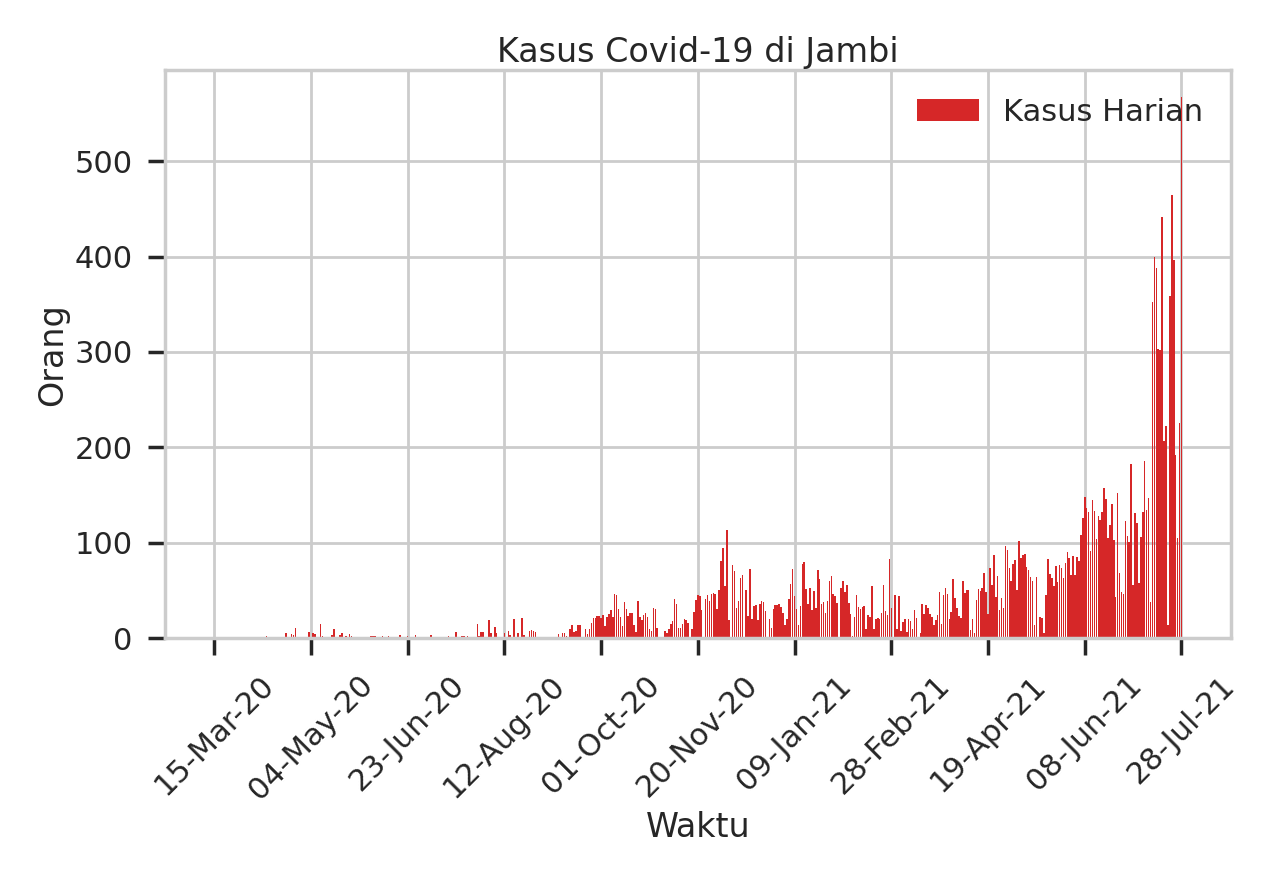 Kasus Covid-19 di Jambi
Kasus Harian
Orang
500
400
300
200
100
0
15-Mar-20
04-May-20
23-Jun-20
12-Aug-20
01-Oct-20
20-Nov-20
09-Jan-21
28-Feb-21
19-Apr-21
08-Jun-21
28-Jul-21
Waktu